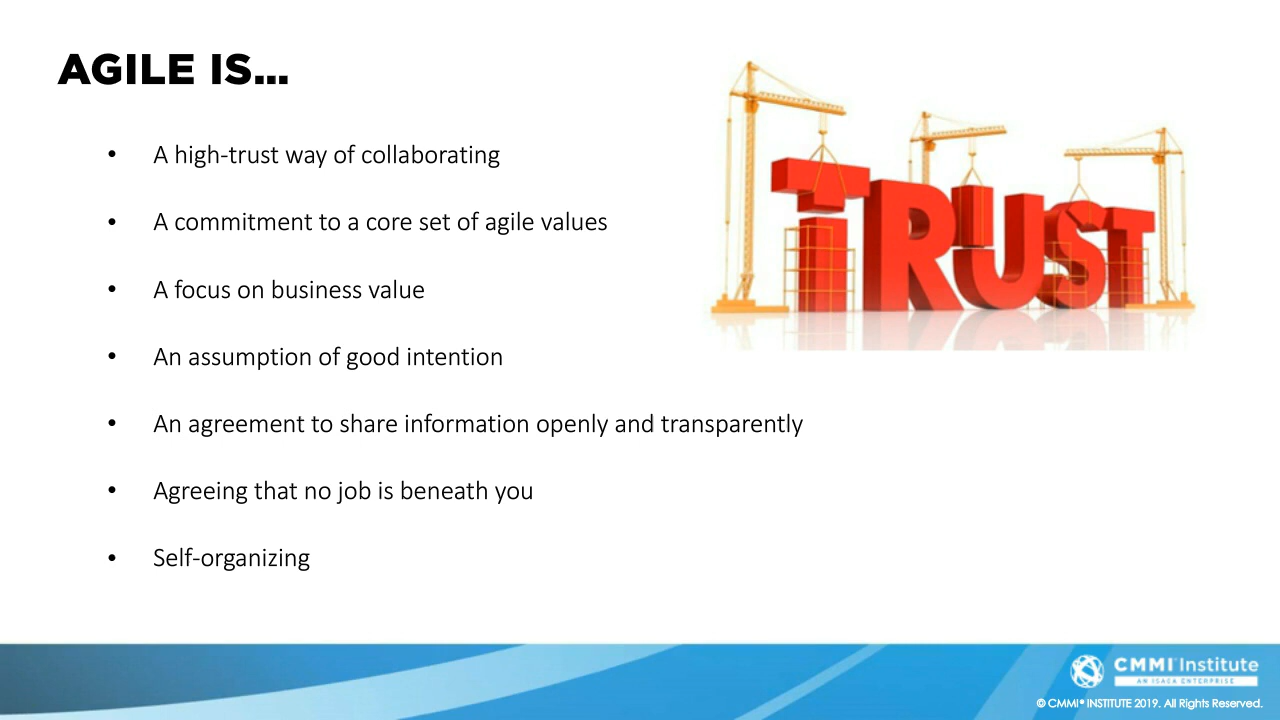 AGILE IS...
• A high-trust way of collaborating
• A commitment to a core set of agile values
• A focus on business value
• An assumption of good intention
• An agreement to share information openly and transparently
• Agreeing that no job is beneath you
• Self-organizing
TRUST
CMMI Institute
AN ISACA ENTERPRISE
© CMMI® INSTITUTE 2019. All Rights Reserved.